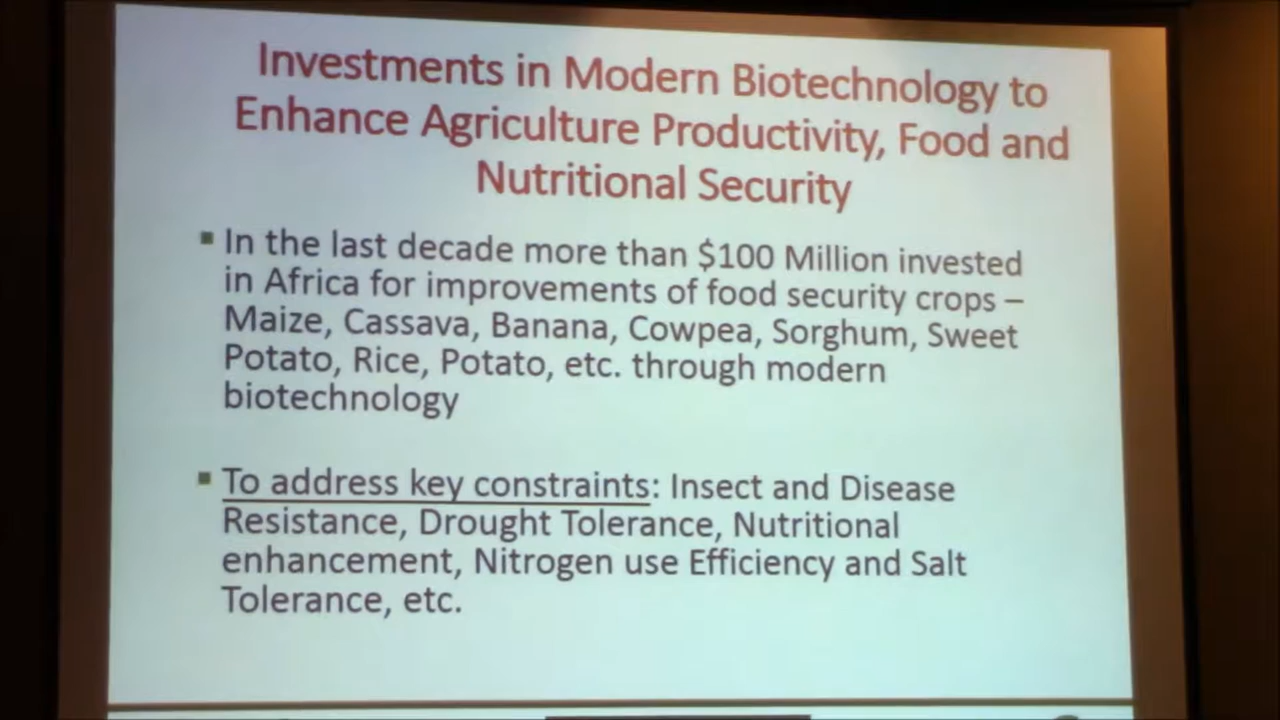 Investments in Modern Biotechnology to
Enhance Agriculture Productivity, Food and
Nutritional Security
▪ In the last decade more than $100 Million invested
in Africa for improvements of food security crops –
Maize, Cassava, Banana, Cowpea, Sorghum, Sweet
Potato, Rice, Potato, etc. through modern
biotechnology
▪ To address key constraints: Insect and Disease
Resistance, Drought Tolerance, Nutritional
enhancement, Nitrogen use Efficiency and Salt
Tolerance, etc.